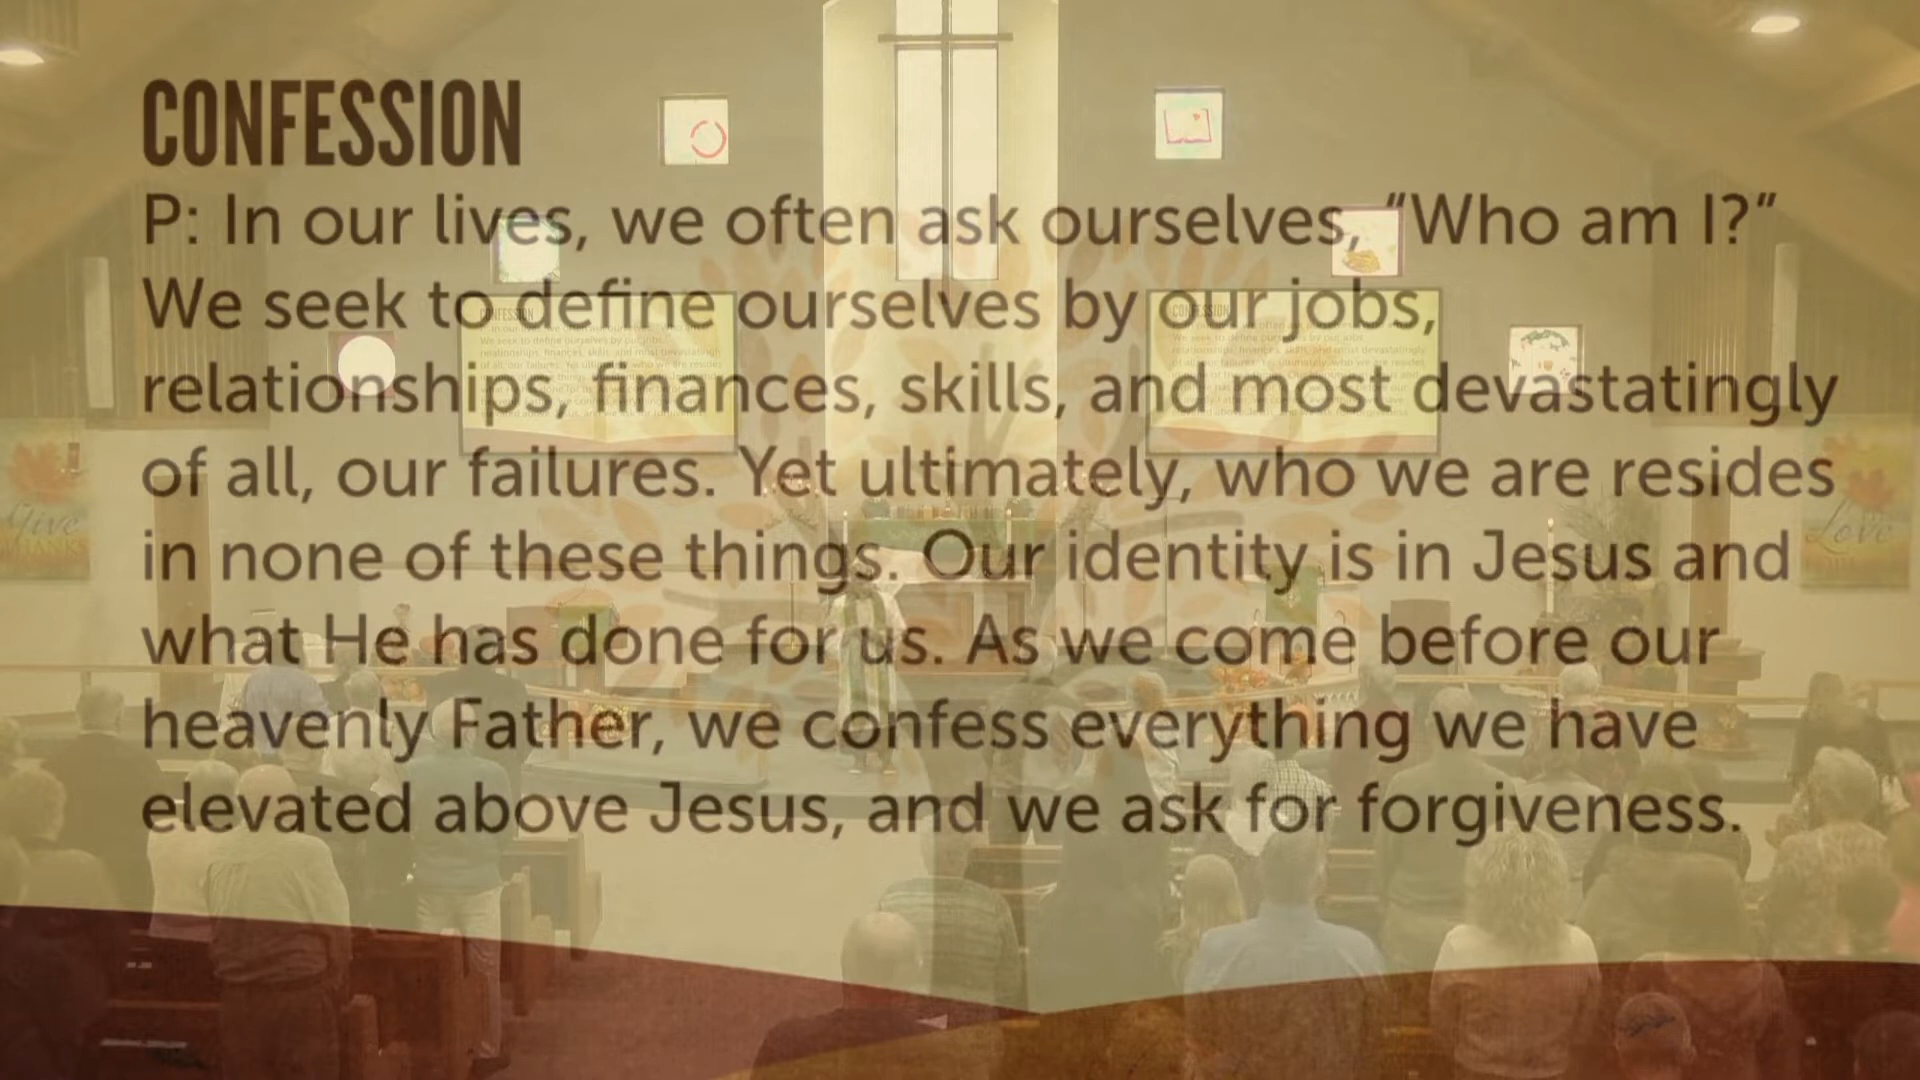 CONFESSION
P: In our lives, we often ask ourselves, “Who am I?”
We seek to define ourselves by our jobs,
relationships, finances, skills, and most devastatingly
of all, our failures. Yet ultimately, who we are resides
in none of these things. Our identity is in Jesus and
what He has done for us. As we come before our
heavenly Father, we confess everything we have
elevated above Jesus, and we ask for forgiveness.
Give
THANKS
Love